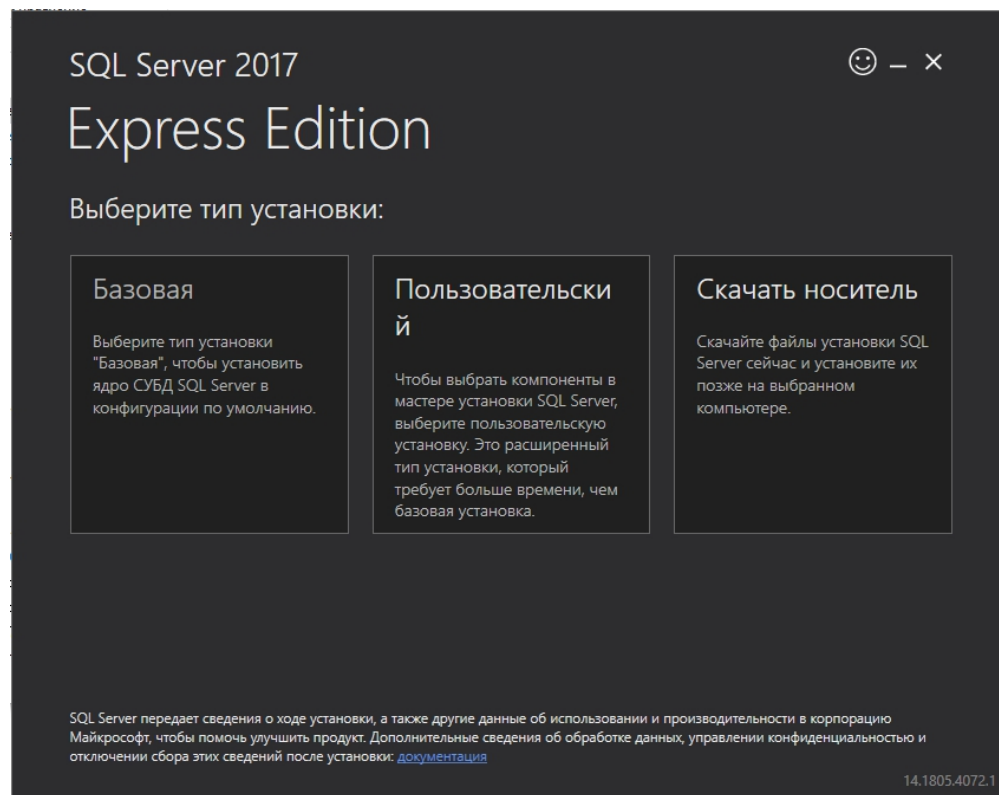 SQL Server 2017
Express Edition
Выберите тип установки:
Базовая
Выберите тип установки
"Базовая", чтобы установить
ядро СУБД SQL Server в
конфигурации по умолчанию.
Пользовательски
й
Чтобы выбрать компоненты в
мастере установки SQL Server,
выберите пользовательскую
установку. Это расширенный
тип установки, который
требует больше времени, чем
базовая установка.
Скачать носитель
Скачайте файлы установки SQL
Server сейчас и установите их
позже на выбранном
компьютере.
SQL Server передает сведения о ходе установки, а также другие данные об использовании и производительности в корпорацию
Майкрософт, чтобы помочь улучшить продукт. Дополнительные сведения об обработке данных, управлении конфиденциальностью и
отключении сбора этих сведений после установки: документация
14.1805.4072.1